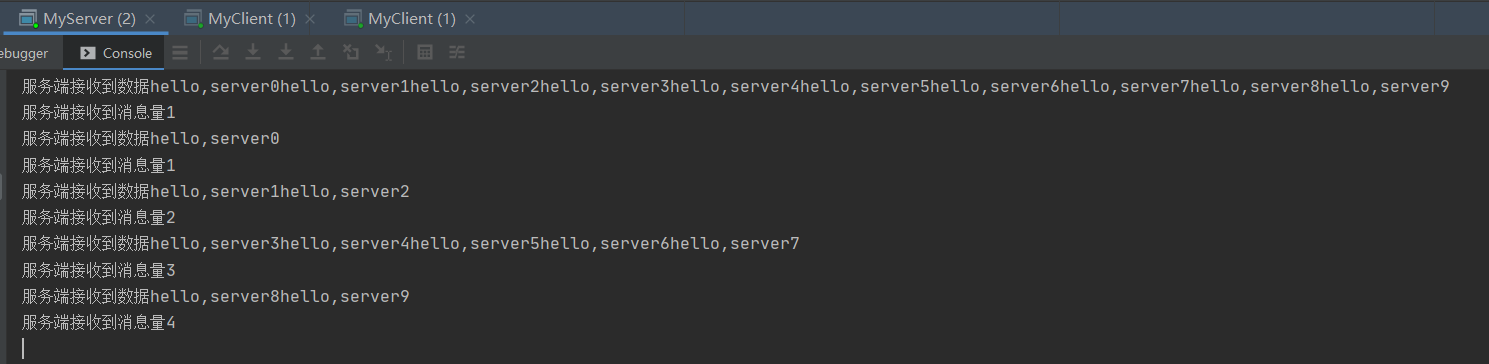 MyServer (2) MyClient (1) MyClient (1)
ebugger Console
服务端接收到数据hello,server0hello,server1hello,server2hello,server3hello,server4hello,server5hello,server6hello,server7hello,server8hello,server9
服务端接收到消息量1
服务端接收到数据hello,server0
服务端接收到消息量1
服务端接收到数据hello,server1hello,server2
服务端接收到消息量2
服务端接收到数据hello,server3hello,server4hello,server5hello,server6hello,server7
服务端接收到消息量3
服务端接收到数据hello,server8hello,server9
服务端接收到消息量4